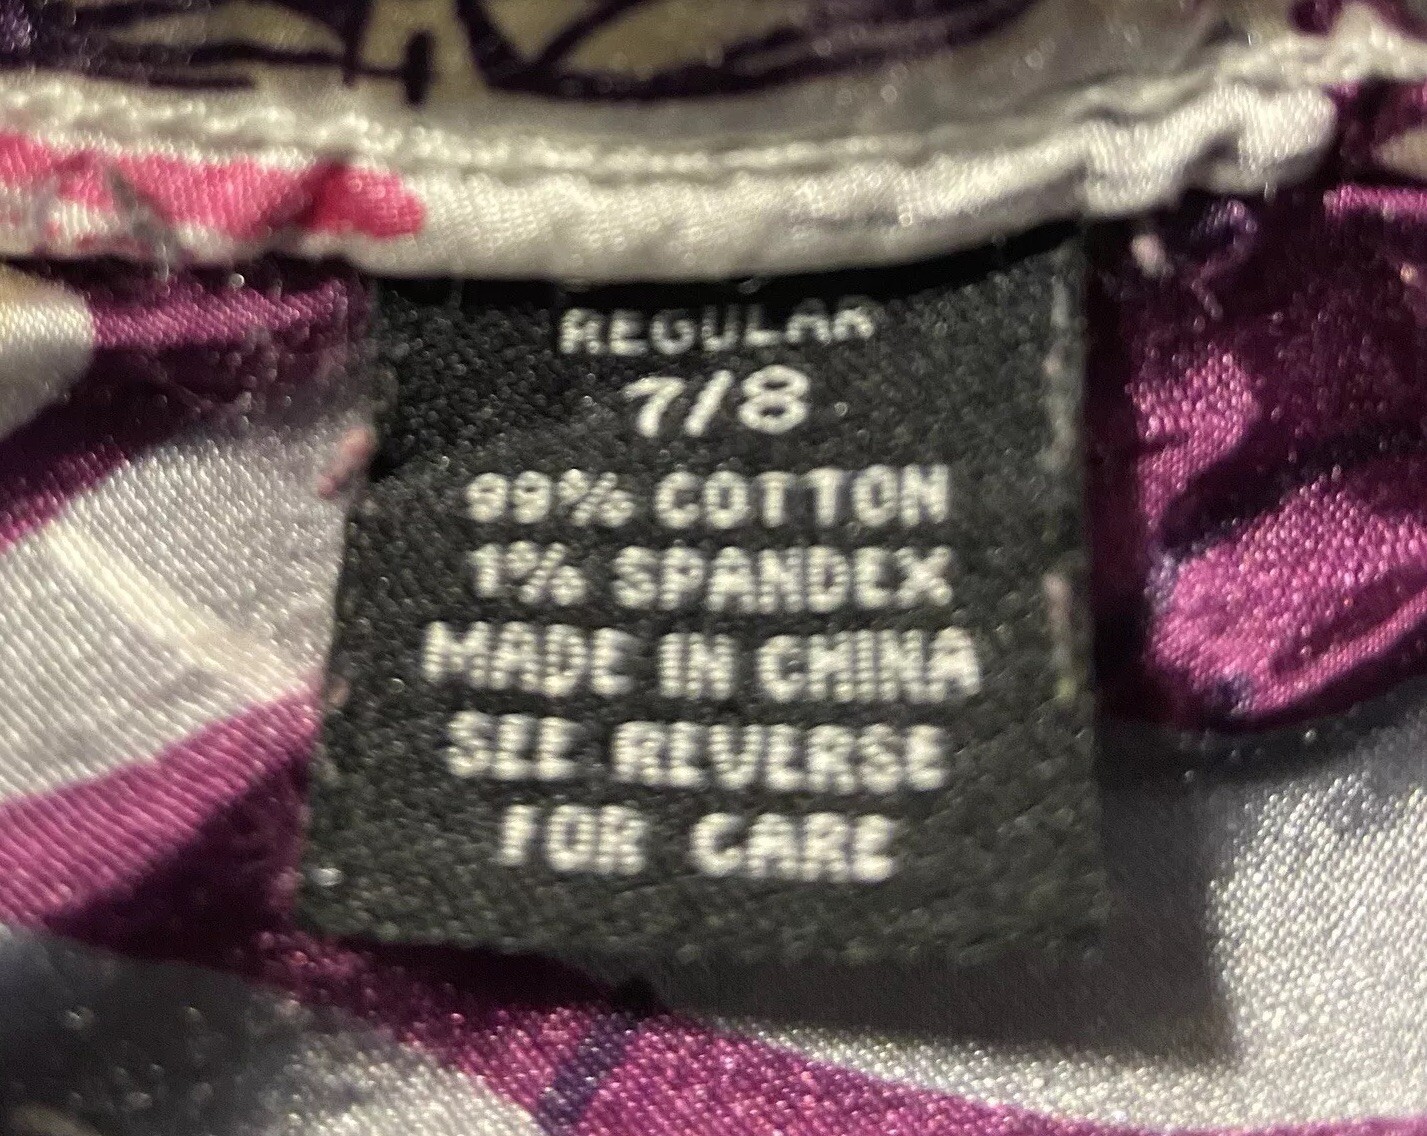 REGULAR
7/8
99% COTTON
1% SPANDEX
MADE IN CHINA
SEE REVERSE
FOR CARE